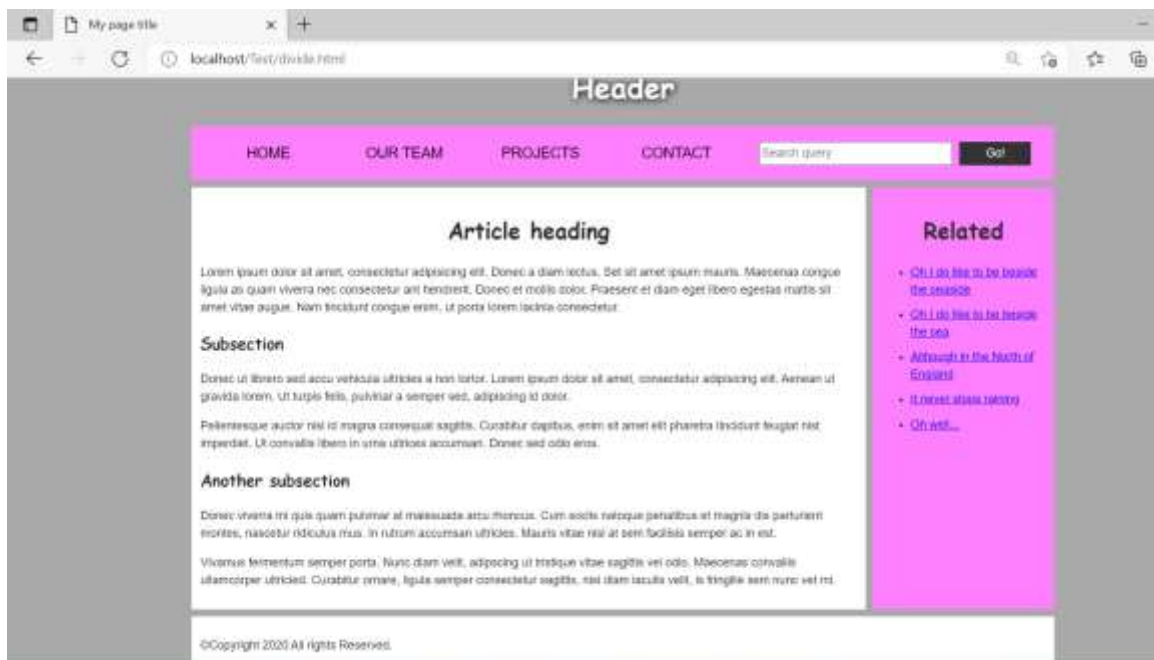 My page title
localhost/Test/divide.html
Header
HOME OUR TEAM PROJECTS CONTACT Search query Go!
Article heading
Lorem ipsum dolor sit amet, consectetur adipisicing elit. Donec a diam lectus. Set sit amet ipsum mauris. Maecenas congue
ligula as quam viverra nec consectetur ant hendrerit. Donec et mollis dolor. Praesent et diam eget libero egestas mattis sit
amet vitae augue. Nam tincidunt congue enim, ut porta lorem lacinia consectetur.
Subsection
Donec ut librero sed accu vehicula ultricies a non tortor. Lorem ipsum dolor sit amet, consectetur adipisicing elit. Aenean ut
gravida lorem. Ut turpis felis, pulvinar a semper sed, adipiscing id dolor.
Pelientesque auctor nisi id magna consequat sagittis. Curabitur dapibus, enim sit amet elit pharetra tincidunt feugiat nist
imperdiet. Ut convallis libero in urna ultrices accumsan. Donec sed odio eros.
Another subsection
Donec viverra mi quis quam pulvinar at malesuada arcu rhoncus. Cum soclis natoque penatibus et magnis dis parturient
montes, nascetur ridiculus mus. In rutrum accumsan ultricies. Mauris vitae nisi at sem facilisis semper ac in est.
Vivamus fermentum semper porta. Nunc diam velit, adipscing ut tristique vitae sagittis vel odio. Maecenas convallis
ullamcorper ultricied. Curabitur ornare, ligula semper consectetur sagittis, nisi diam iaculis velit, is fringille sem nunc vet mi.
Related
Oh I do like to be beside
the seaside
Oh I do like to be beside
the sea
Although in the North of
England
It never stops raining
Oh well...
©Copyright 2020 All rights Reserved.